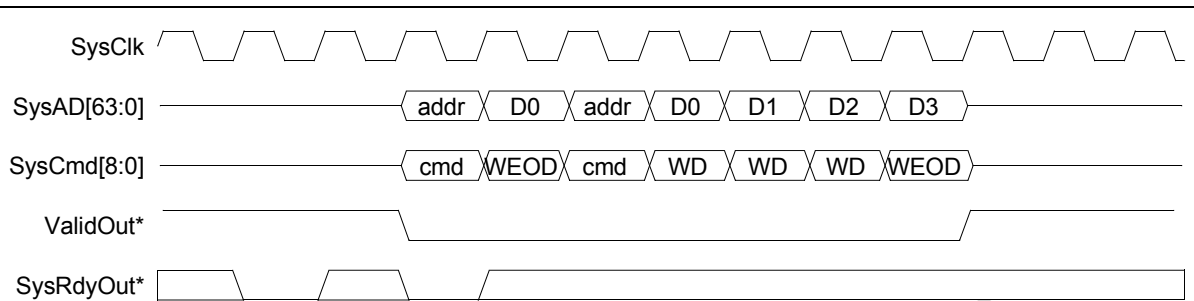 SysClk
SysAD[63:0] addr D0 addr D0 D1 D2 D3
SysCmd[8:0] cmd WEOD cmd WD WD WD WEOD
ValidOut*
SysRdyOut*